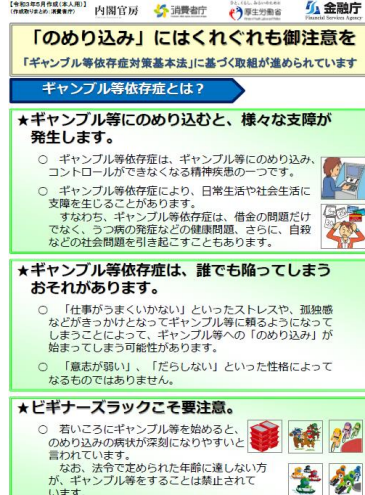 【令和3年5月作成(本人用)】
(作成取りまとめ:消費者庁)
内閣官房
消費者庁
ひと、くらし、みらいのために
厚生労働省
金融庁
Financial Services Agency
「のめり込み」にはくれぐれも御注意を
「ギャンブル等依存症対策基本法」に基づく取組が進められています
ギャンブル等依存症とは?
★ギャンブル等にのめり込むと、様々な支障が
発生します。
○ ギャンブル等依存症は、ギャンブル等にのめり込み、
コントロールができなくなる精神疾患の一つです。
○ ギャンブル等依存症により、日常生活や社会生活に
支障を生じることがあります。
すなわち、ギャンブル等依存症は、借金の問題だけ
でなく、うつ病の発症などの健康問題、さらに、自殺
などの社会問題を引き起こすこともあります。
★ギャンブル等依存症は、誰でも陥ってしまう
おそれがあります。
○ 「仕事がうまくいかない」といったストレスや、孤独感
などがきっかけとなってギャンブル等に頼るようになって
しまうことによって、ギャンブル等への「のめり込み」が
始まってしまう可能性があります。
○ 「意志が弱い」、「だらしない」といった性格によって
なるものではありません。
★ビギナーズラックこそ要注意。
○ 若いころにギャンブル等を始めると、
のめり込みの病状が深刻になりやすいと
言われています。
なお、法令で定められた年齢に達しない方
が、ギャンブル等をすることは禁止されて
います。